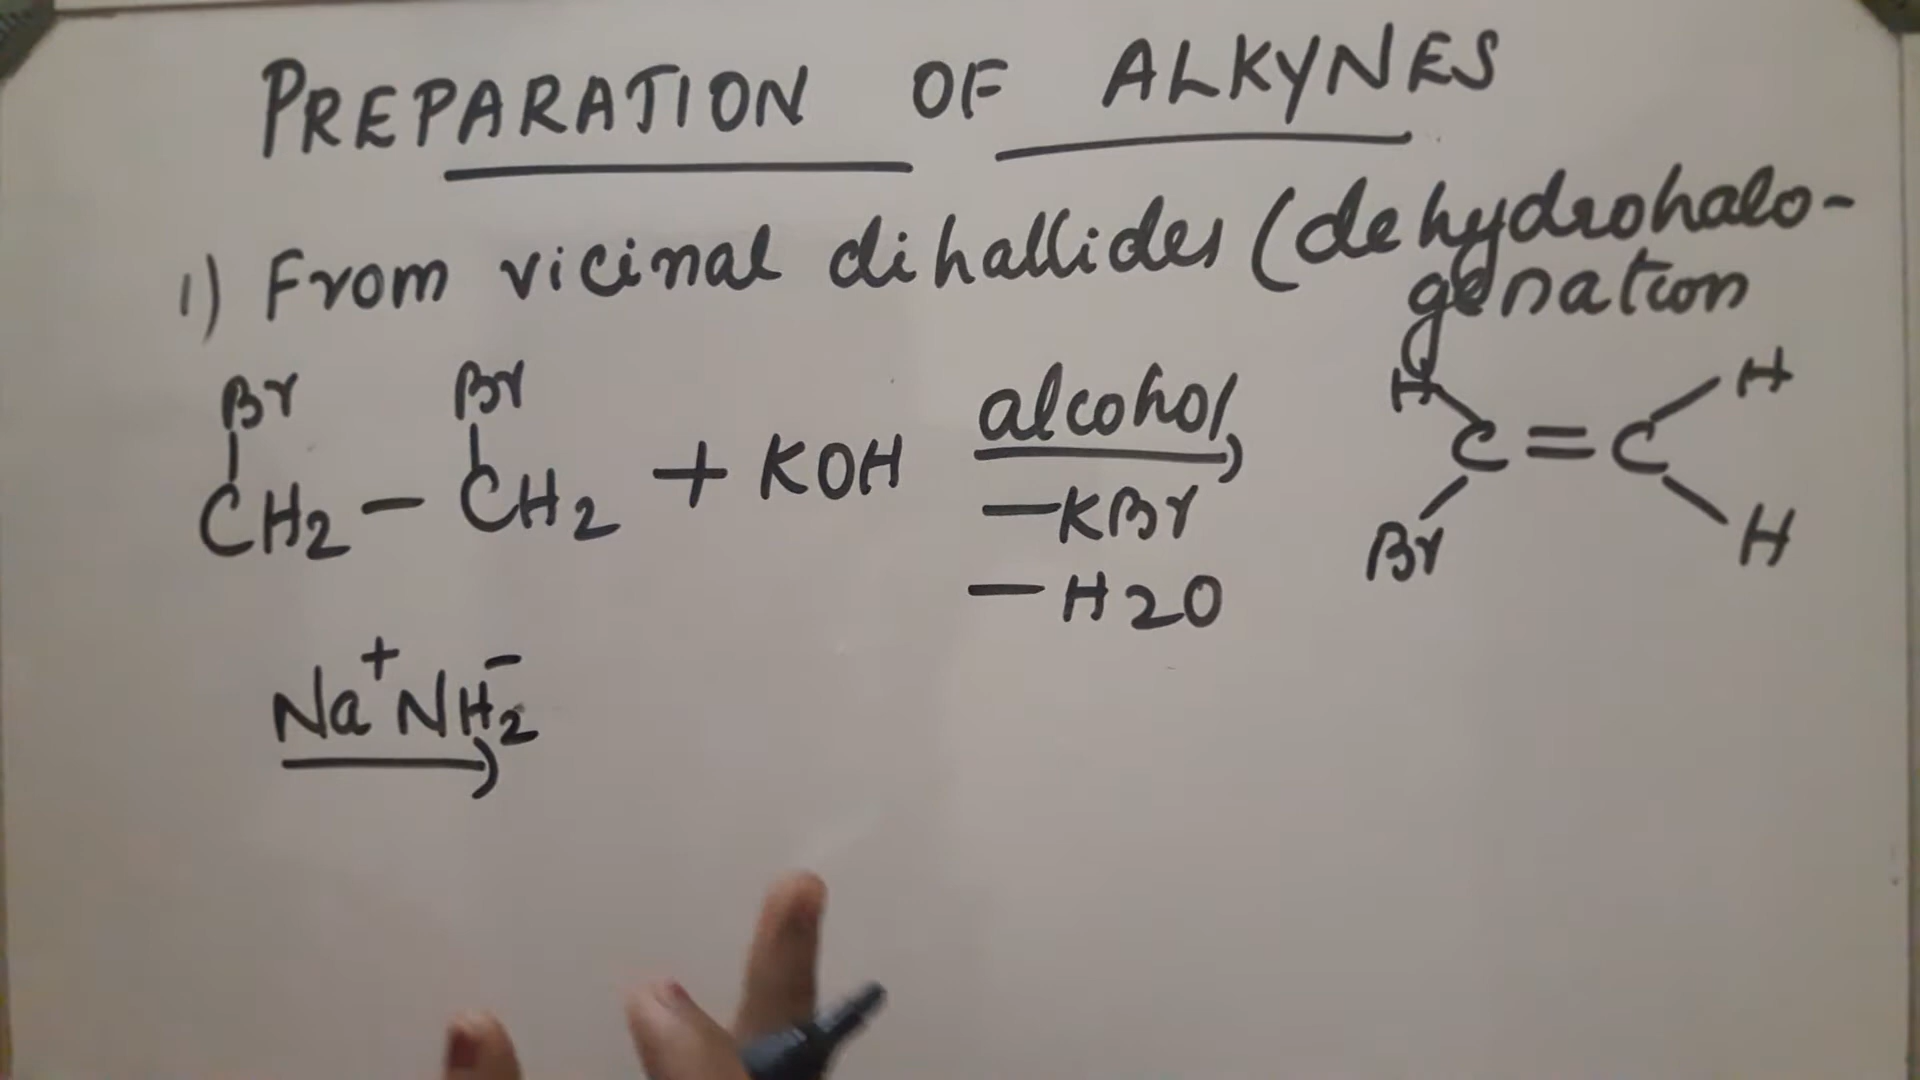 PREPARATION OF ALKYNES
1) From vicinal dihallides (dehydrohalo-
genation
Br Br
CH2 - CH2 + KOH alcohol
-KBr
- H2O
H H
C = C
Br H
Na+NH2-